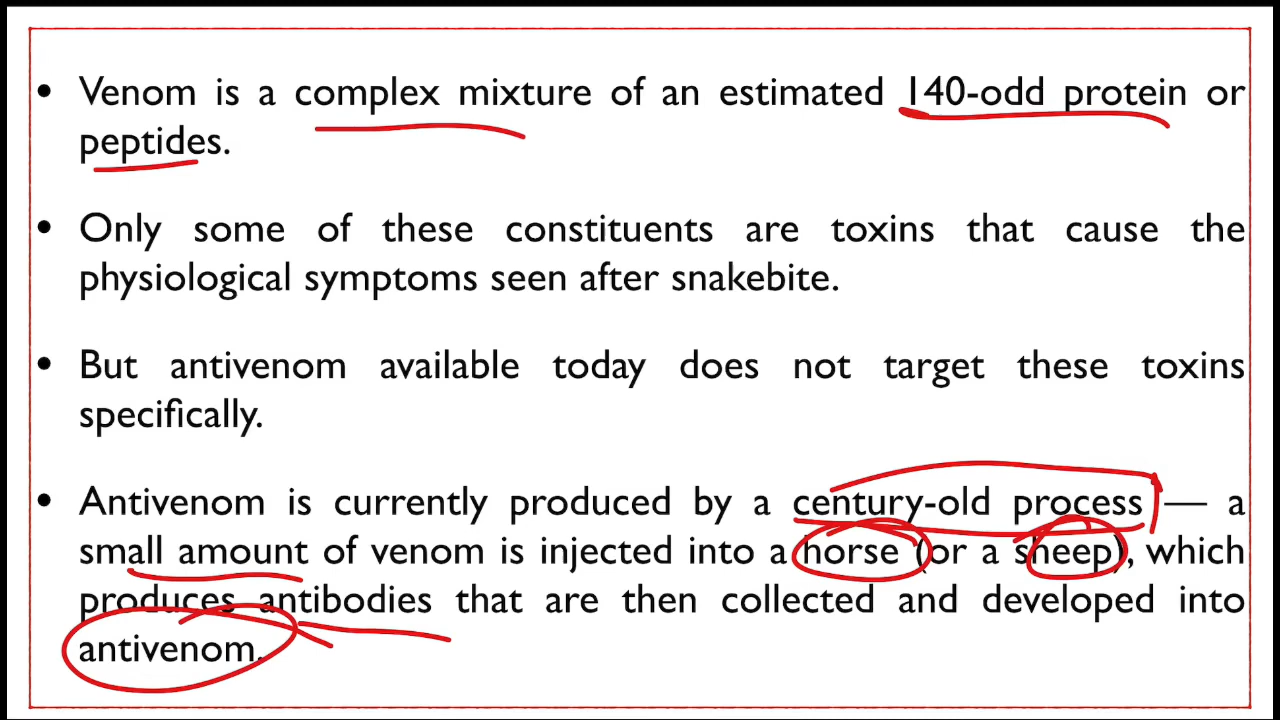 • Venom is a complex mixture of an estimated 140-odd protein or
peptides.
• Only some of these constituents are toxins that cause the
physiological symptoms seen after snakebite.
• But antivenom available today does not target these toxins
specifically.
• Antivenom is currently produced by a century-old process — a
small amount of venom is injected into a horse (or a sheep), which
produces antibodies that are then collected and developed into
antivenom.